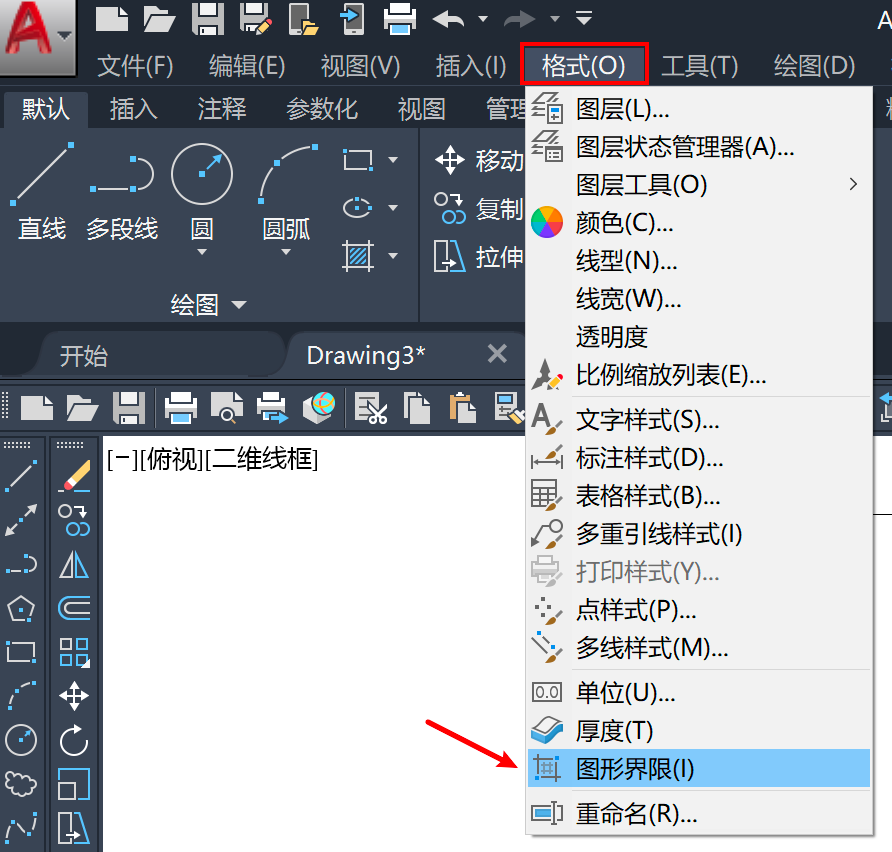 A
文件(F) 编辑(E) 视图(V) 插入(I) 格式(O) 工具(T) 绘图(D)
默认 插入 注释 参数化 视图 管理
直线 多段线 圆 圆弧
移动
复制
拉伸
绘图
开始 Drawing3*
[−][俯视][二维线框]
图层(L)...
图层状态管理器(A)...
图层工具(O)
颜色(C)...
线型(N)...
线宽(W)...
透明度
比例缩放列表(E)...
文字样式(S)...
标注样式(D)...
表格样式(B)...
多重引线样式(I)
打印样式(Y)...
点样式(P)...
多线样式(M)...
0.0 单位(U)...
厚度(T)
图形界限(I)
重命名(R)...